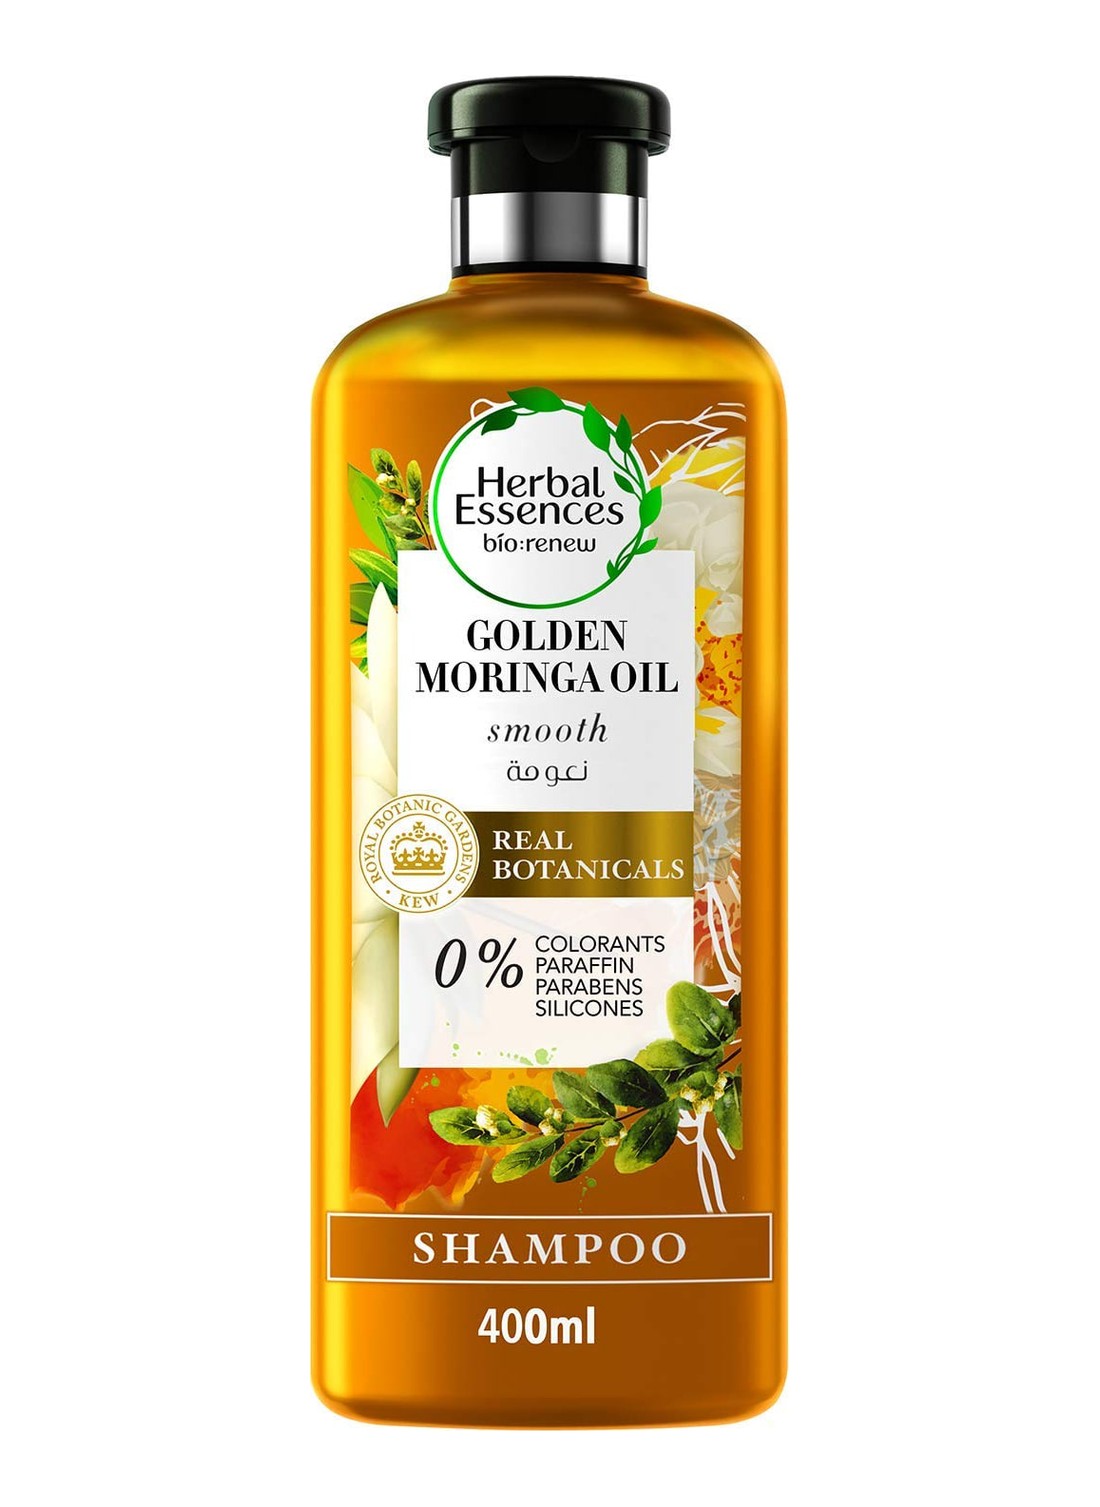 Herbal
Essences
bio:renew
GOLDEN
MORINGA OIL
smooth
نعومة
ROYAL BOTANIC GARDENS
• KEW •
REAL
BOTANICALS
0%
COLORANTS
PARAFFIN
PARABENS
SILICONES
SHAMPOO
400ml